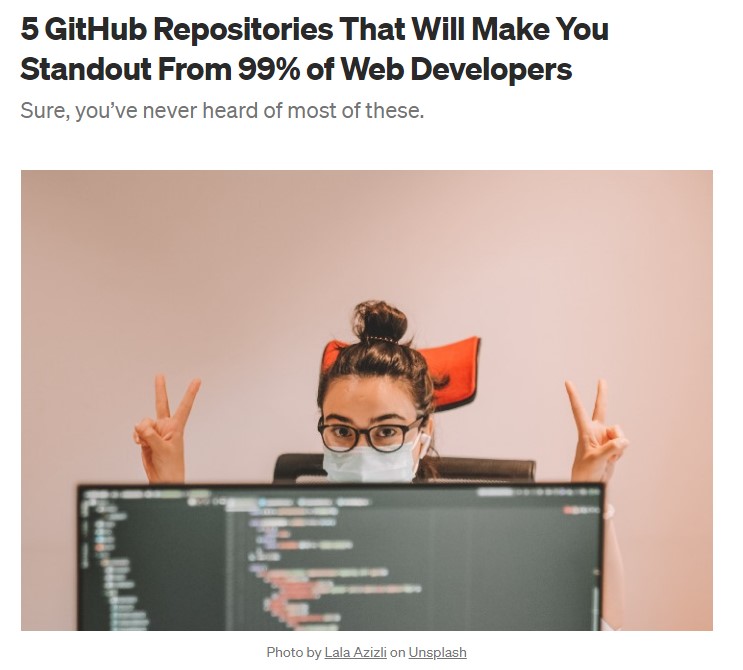 5 GitHub Repositories That Will Make You
Standout From 99% of Web Developers
Sure, you’ve never heard of most of these.
Photo by Lala Azizli on Unsplash